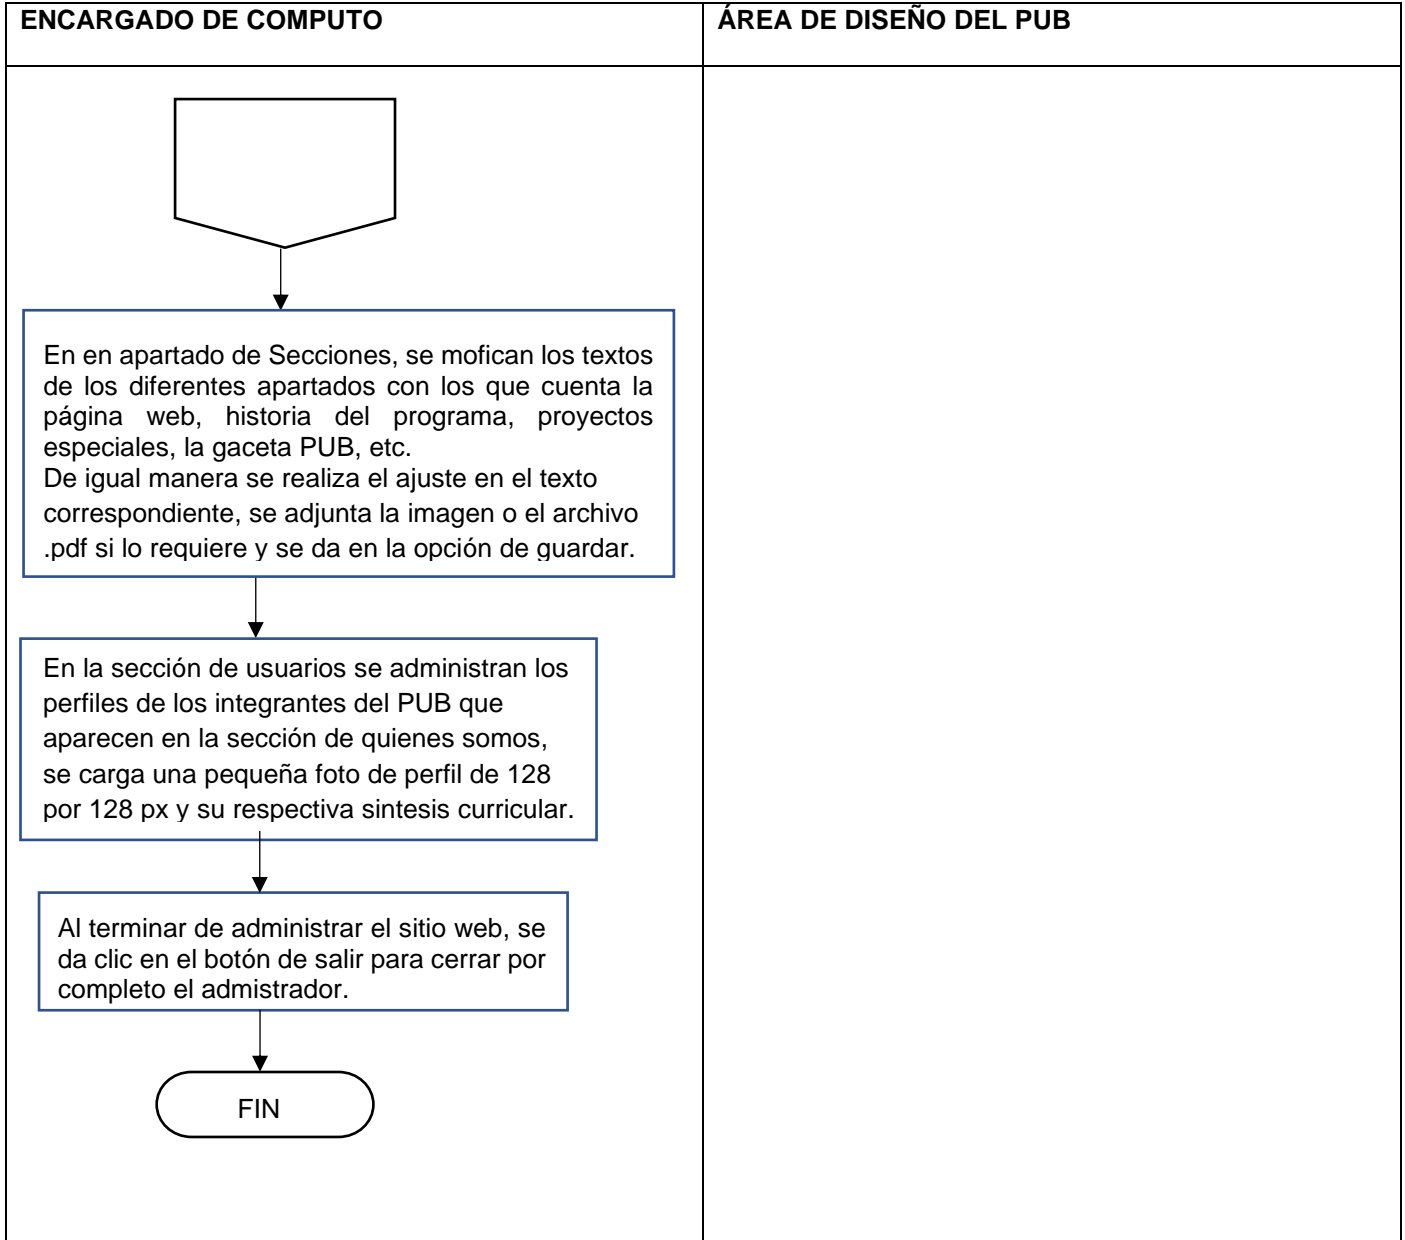 ENCARGADO DE COMPUTO
ÁREA DE DISEÑO DEL PUB
En en apartado de Secciones, se mofican los textos
de los diferentes apartados con los que cuenta la
página web, historia del programa, proyectos
especiales, la gaceta PUB, etc.
De igual manera se realiza el ajuste en el texto
correspondiente, se adjunta la imagen o el archivo
.pdf si lo requiere y se da en la opción de guardar.
En la sección de usuarios se administran los
perfiles de los integrantes del PUB que
aparecen en la sección de quienes somos,
se carga una pequeña foto de perfil de 128
por 128 px y su respectiva sintesis curricular.
Al terminar de administrar el sitio web, se
da clic en el botón de salir para cerrar por
completo el admistrador.
FIN